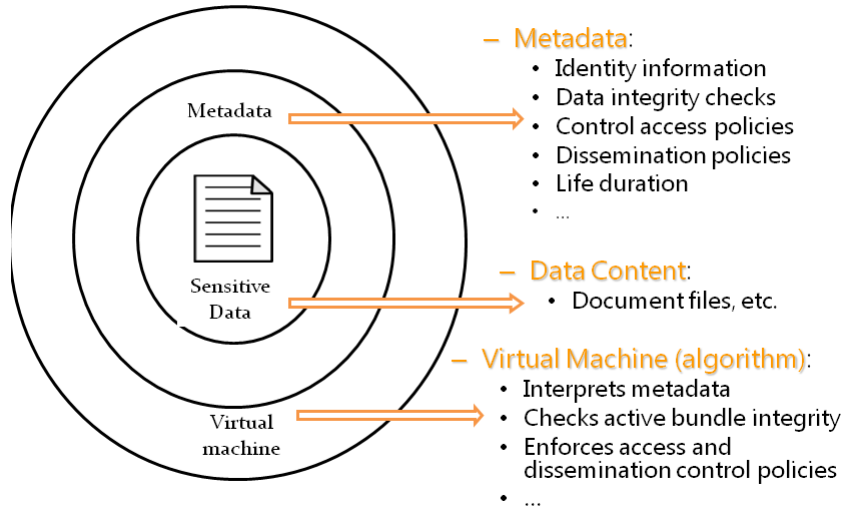 Metadata
Sensitive
Data
Virtual
machine
– Metadata:
• Identity information
• Data integrity checks
• Control access policies
• Dissemination policies
• Life duration
• ...
– Data Content:
• Document files, etc.
– Virtual Machine (algorithm):
• Interprets metadata
• Checks active bundle integrity
• Enforces access and
dissemination control policies
• ...